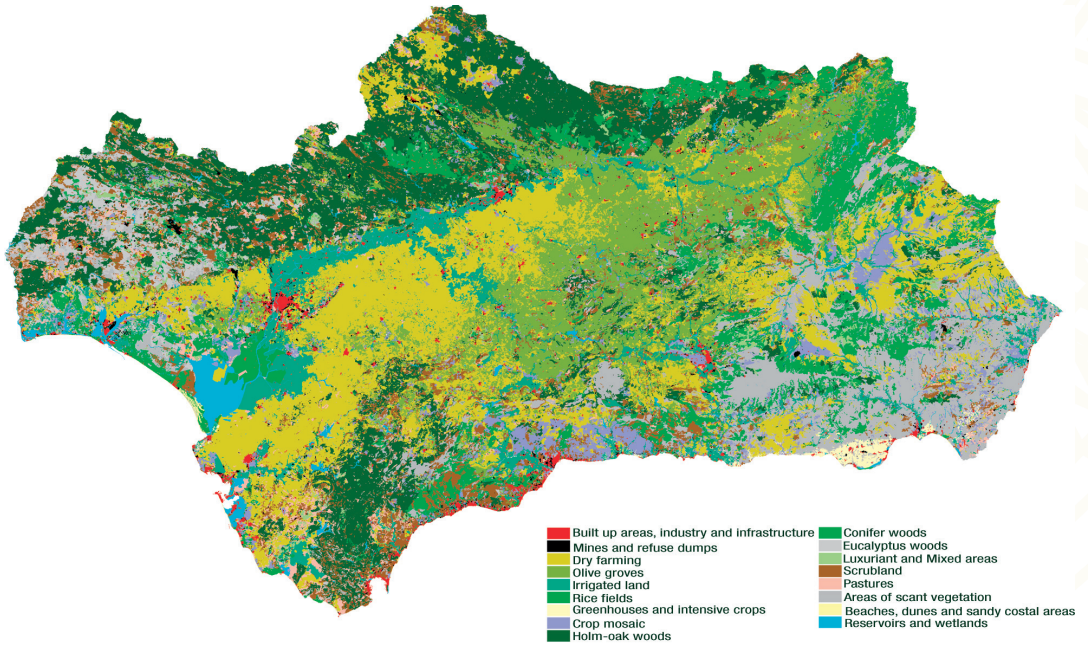 Built up areas, industry and infrastructure
Mines and refuse dumps
Dry farming
Olive groves
Irrigated land
Rice fields
Greenhouses and intensive crops
Crop mosaic
Holm-oak woods
Conifer woods
Eucalyptus woods
Luxuriant and Mixed areas
Scrubland
Pastures
Areas of scant vegetation
Beaches, dunes and sandy costal areas
Reservoirs and wetlands